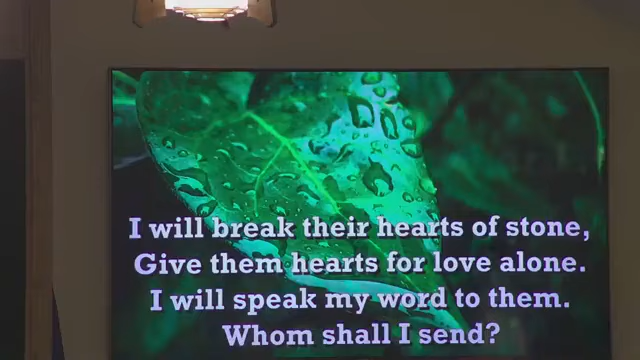 I will break their hearts of stone,
Give them hearts for love alone.
I will speak my word to them.
Whom shall I send?